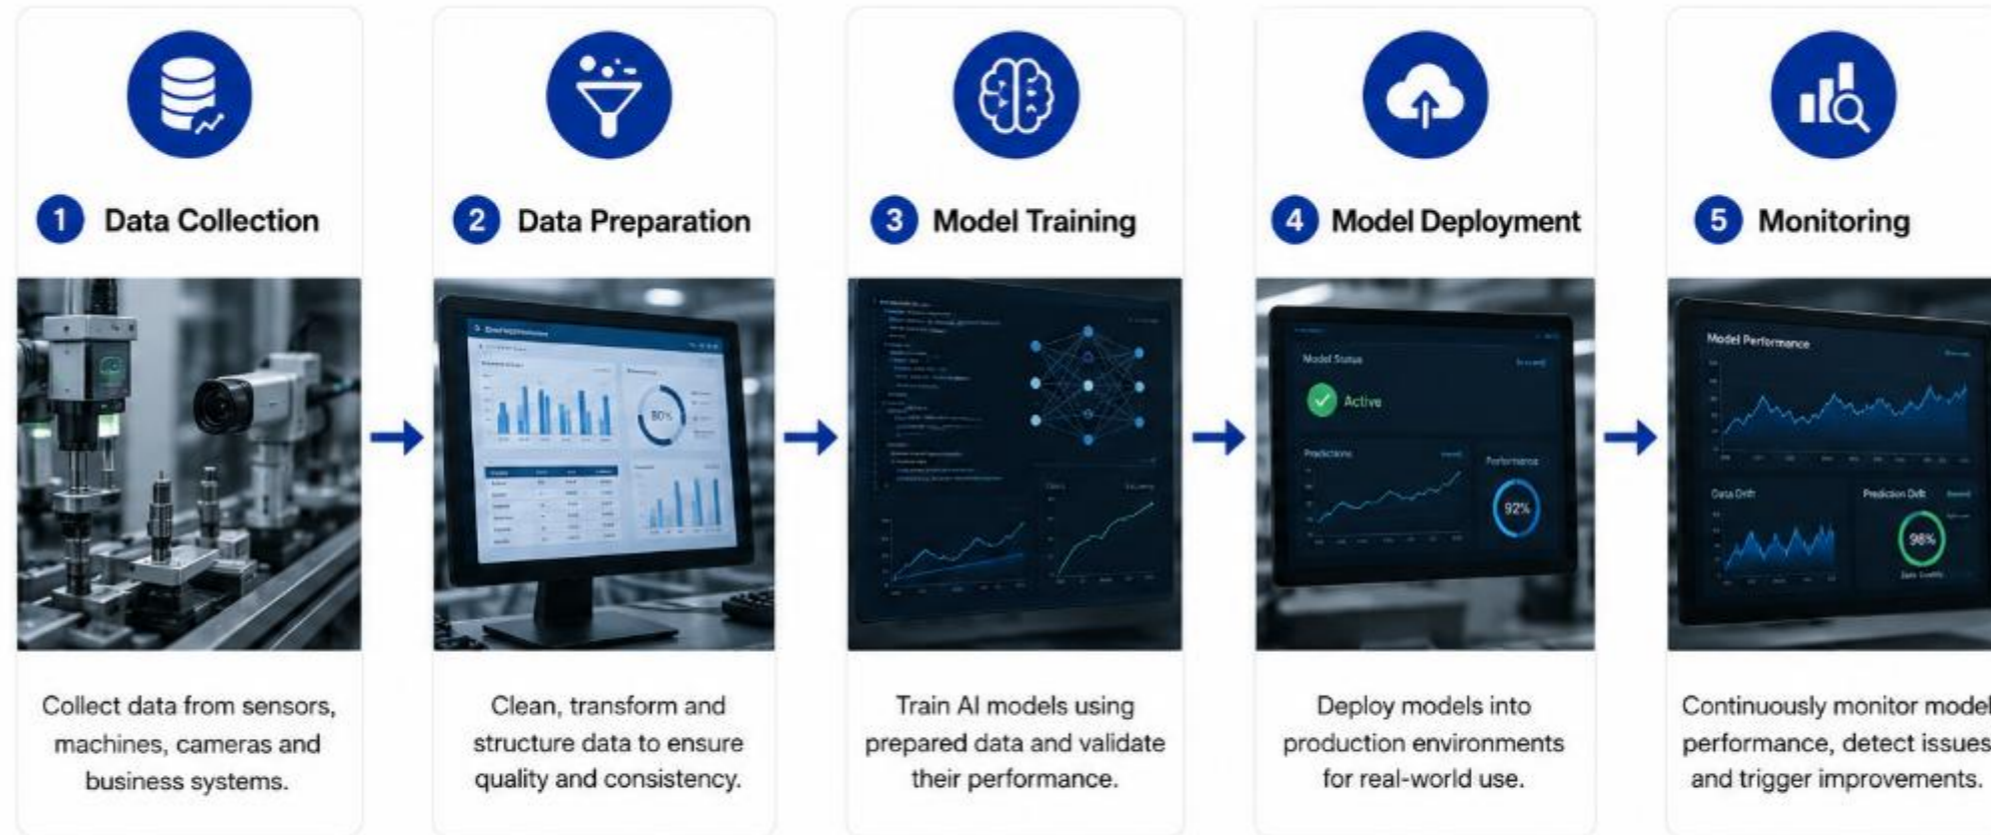 1 Data Collection
Collect data from sensors,
machines, cameras and
business systems.
2 Data Preparation
80%
Clean, transform and
structure data to ensure
quality and consistency.
3 Model Training
Train AI models using
prepared data and validate
their performance.
4 Model Deployment
Model Status
Active
Predictions
Performance
92%
Deploy models into
production environments
for real-world use.
5 Monitoring
Model Performance
Data Drift
Prediction Drift
98%
Continuously monitor model
performance, detect issues
and trigger improvements.